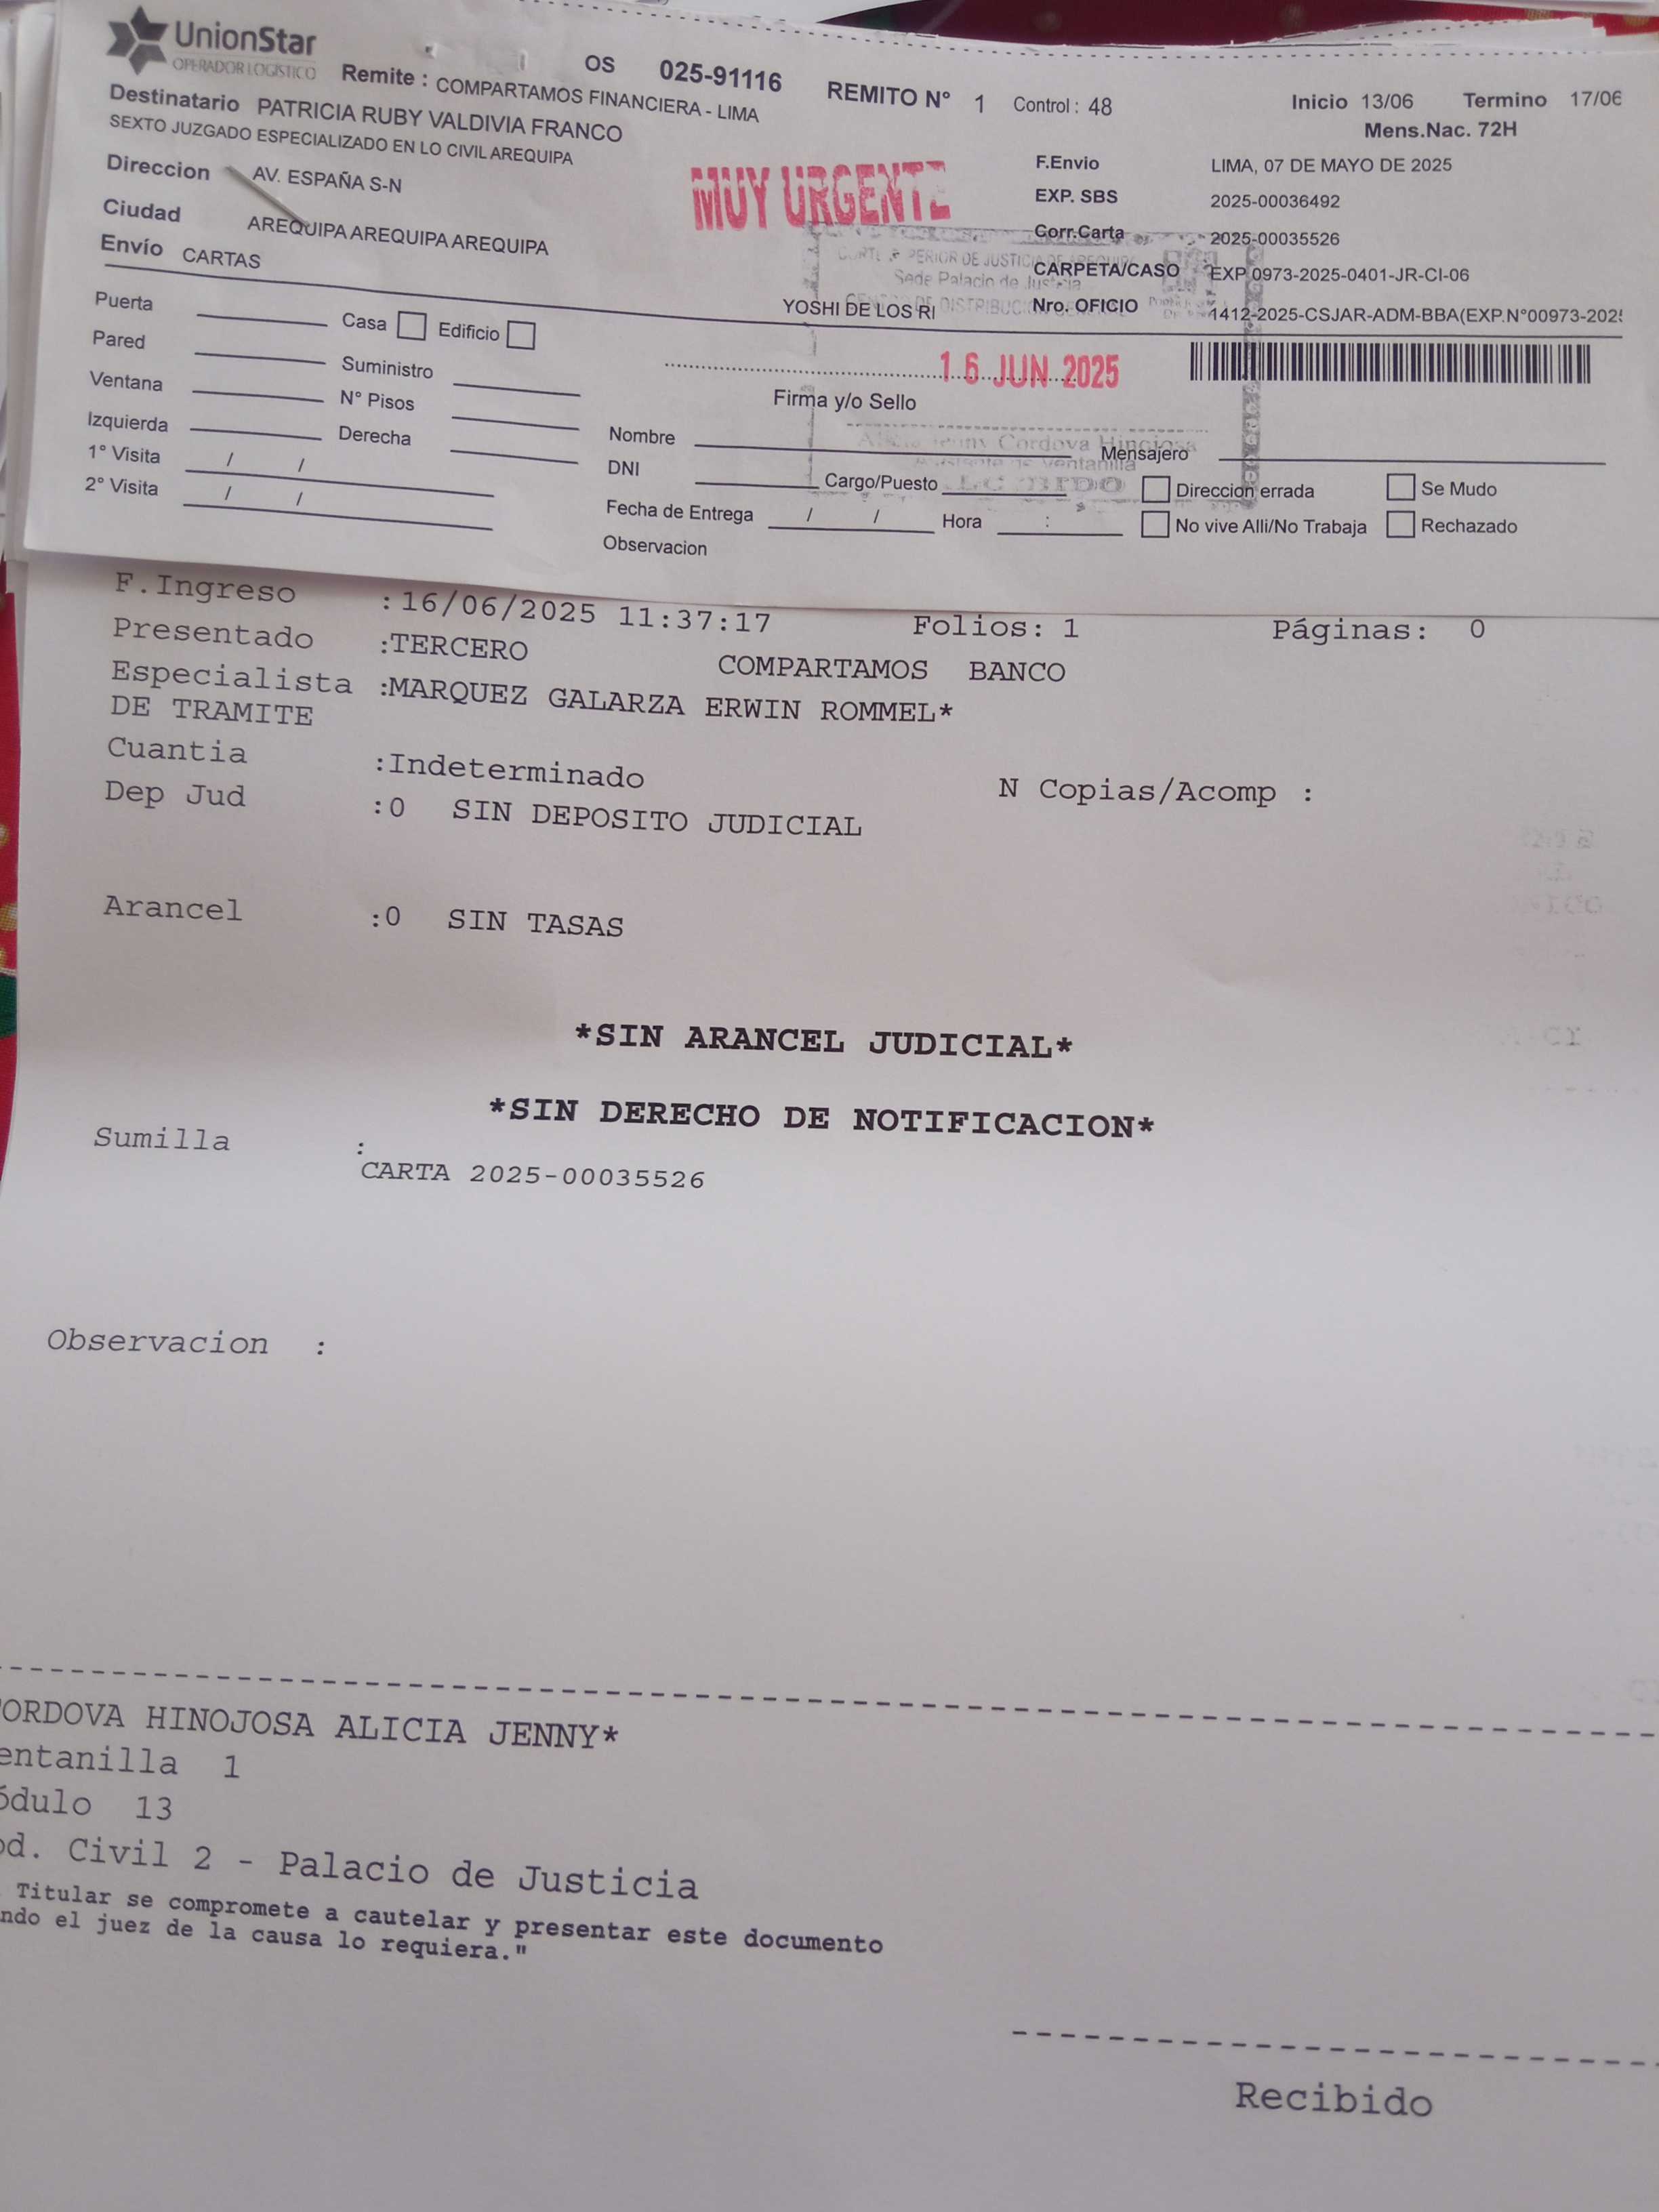 UnionStar
OPERADOR LOGÍSTICO
OS 025-91116
Remite : COMPARTAMOS FINANCIERA - LIMA
REMITO N° 1 Control : 48
Inicio 13/06 Termino 17/06
Mens.Nac. 72H
Destinatario PATRICIA RUBY VALDIVIA FRANCO
SEXTO JUZGADO ESPECIALIZADO EN LO CIVIL AREQUIPA
Direccion AV. ESPAÑA S-N
Ciudad AREQUIPA AREQUIPA AREQUIPA
Envío CARTAS
MUY URGENTE
F.Envio LIMA, 07 DE MAYO DE 2025
EXP. SBS 2025-00036492
Corr.Carta 2025-00035526
CARPETA/CASO EXP 0973-2025-0401-JR-CI-06
YOSHI DE LOS RI
Nro. OFICIO 1412-2025-CSJAR-ADM-BBA(EXP.N°00973-202
Sede Palacio de Justicia
Puerta
Casa Edificio
Pared
Suministro
Ventana
N° Pisos
Izquierda
Derecha
1° Visita / /
2° Visita / /
16 JUN 2025
Firma y/o Sello
Cordova Hinojosa
Nombre
Mensajero
DNI
Cargo/Puesto
Fecha de Entrega / / Hora :
Observacion
Direccion errada
Se Mudo
No vive Alli/No Trabaja
Rechazado
F.Ingreso :16/06/2025 11:37:17 Folios: 1 Páginas: 0
Presentado :TERCERO COMPARTAMOS BANCO
Especialista :MARQUEZ GALARZA ERWIN ROMMEL*
DE TRAMITE
Cuantia :Indeterminado N Copias/Acomp :
Dep Jud :0 SIN DEPOSITO JUDICIAL
Arancel :0 SIN TASAS
*SIN ARANCEL JUDICIAL*
*SIN DERECHO DE NOTIFICACION*
Sumilla :
CARTA 2025-00035526
Observacion :
ORDOVA HINOJOSA ALICIA JENNY*
entanilla 1
ódulo 13
od. Civil 2 - Palacio de Justicia
Titular se compromete a cautelar y presentar este documento
ndo el juez de la causa lo requiera."
Recibido